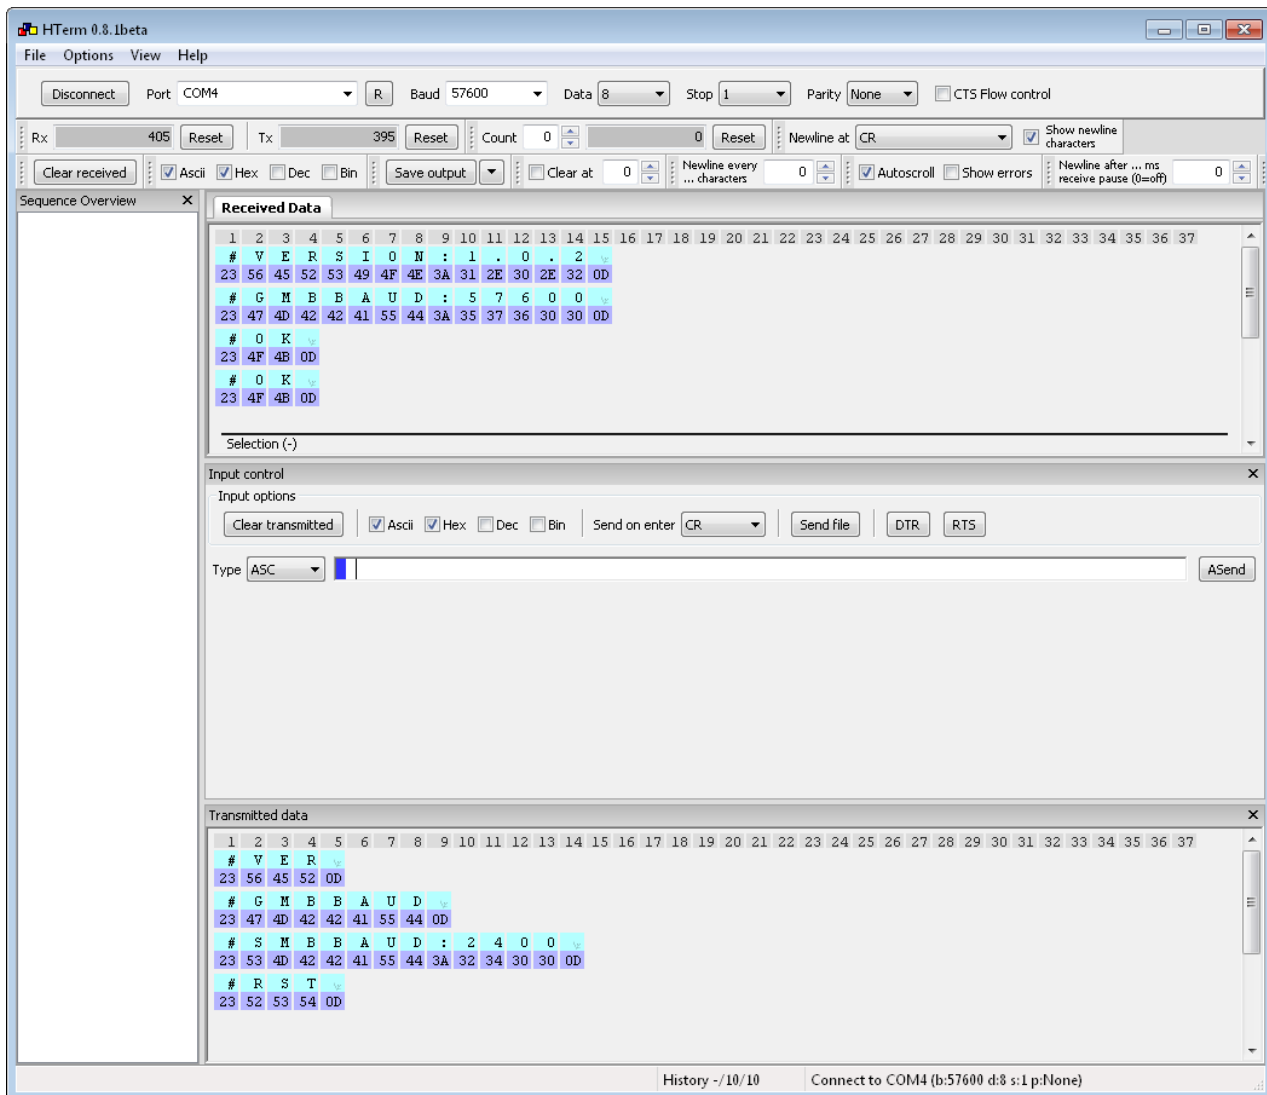 HTerm 0.8.1beta
File Options View Help
Disconnect Port COM4 R Baud 57600 Data 8 Stop 1 Parity None CTS Flow control
Rx 405 Reset Tx 395 Reset Count 0 0 Reset Newline at CR Show newline characters
Clear received Ascii Hex Dec Bin Save output Clear at 0 Newline every ... characters 0 Autoscroll Show errors Newline after ... ms receive pause (0=off) 0
Sequence Overview
Received Data
1 2 3 4 5 6 7 8 9 10 11 12 13 14 15 16 17 18 19 20 21 22 23 24 25 26 27 28 29 30 31 32 33 34 35 36 37
# V E R S I O N : 1 . 0 . 2 \r
23 56 45 52 53 49 4F 4E 3A 31 2E 30 2E 32 0D
# G M B B A U D : 5 7 6 0 0 \r
23 47 4D 42 42 41 55 44 3A 35 37 36 30 30 0D
# O K \r
23 4F 4B 0D
# O K \r
23 4F 4B 0D
Selection (-)
Input control
Input options
Clear transmitted Ascii Hex Dec Bin Send on enter CR Send file DTR RTS
Type ASC ASend
Transmitted data
1 2 3 4 5 6 7 8 9 10 11 12 13 14 15 16 17 18 19 20 21 22 23 24 25 26 27 28 29 30 31 32 33 34 35 36 37
# V E R \r
23 56 45 52 0D
# G M B B A U D \r
23 47 4D 42 42 41 55 44 0D
# S M B B A U D : 2 4 0 0 \r
23 53 4D 42 42 41 55 44 3A 32 34 30 30 0D
# R S T \r
23 52 53 54 0D
History -/10/10 Connect to COM4 (b:57600 d:8 s:1 p:None)